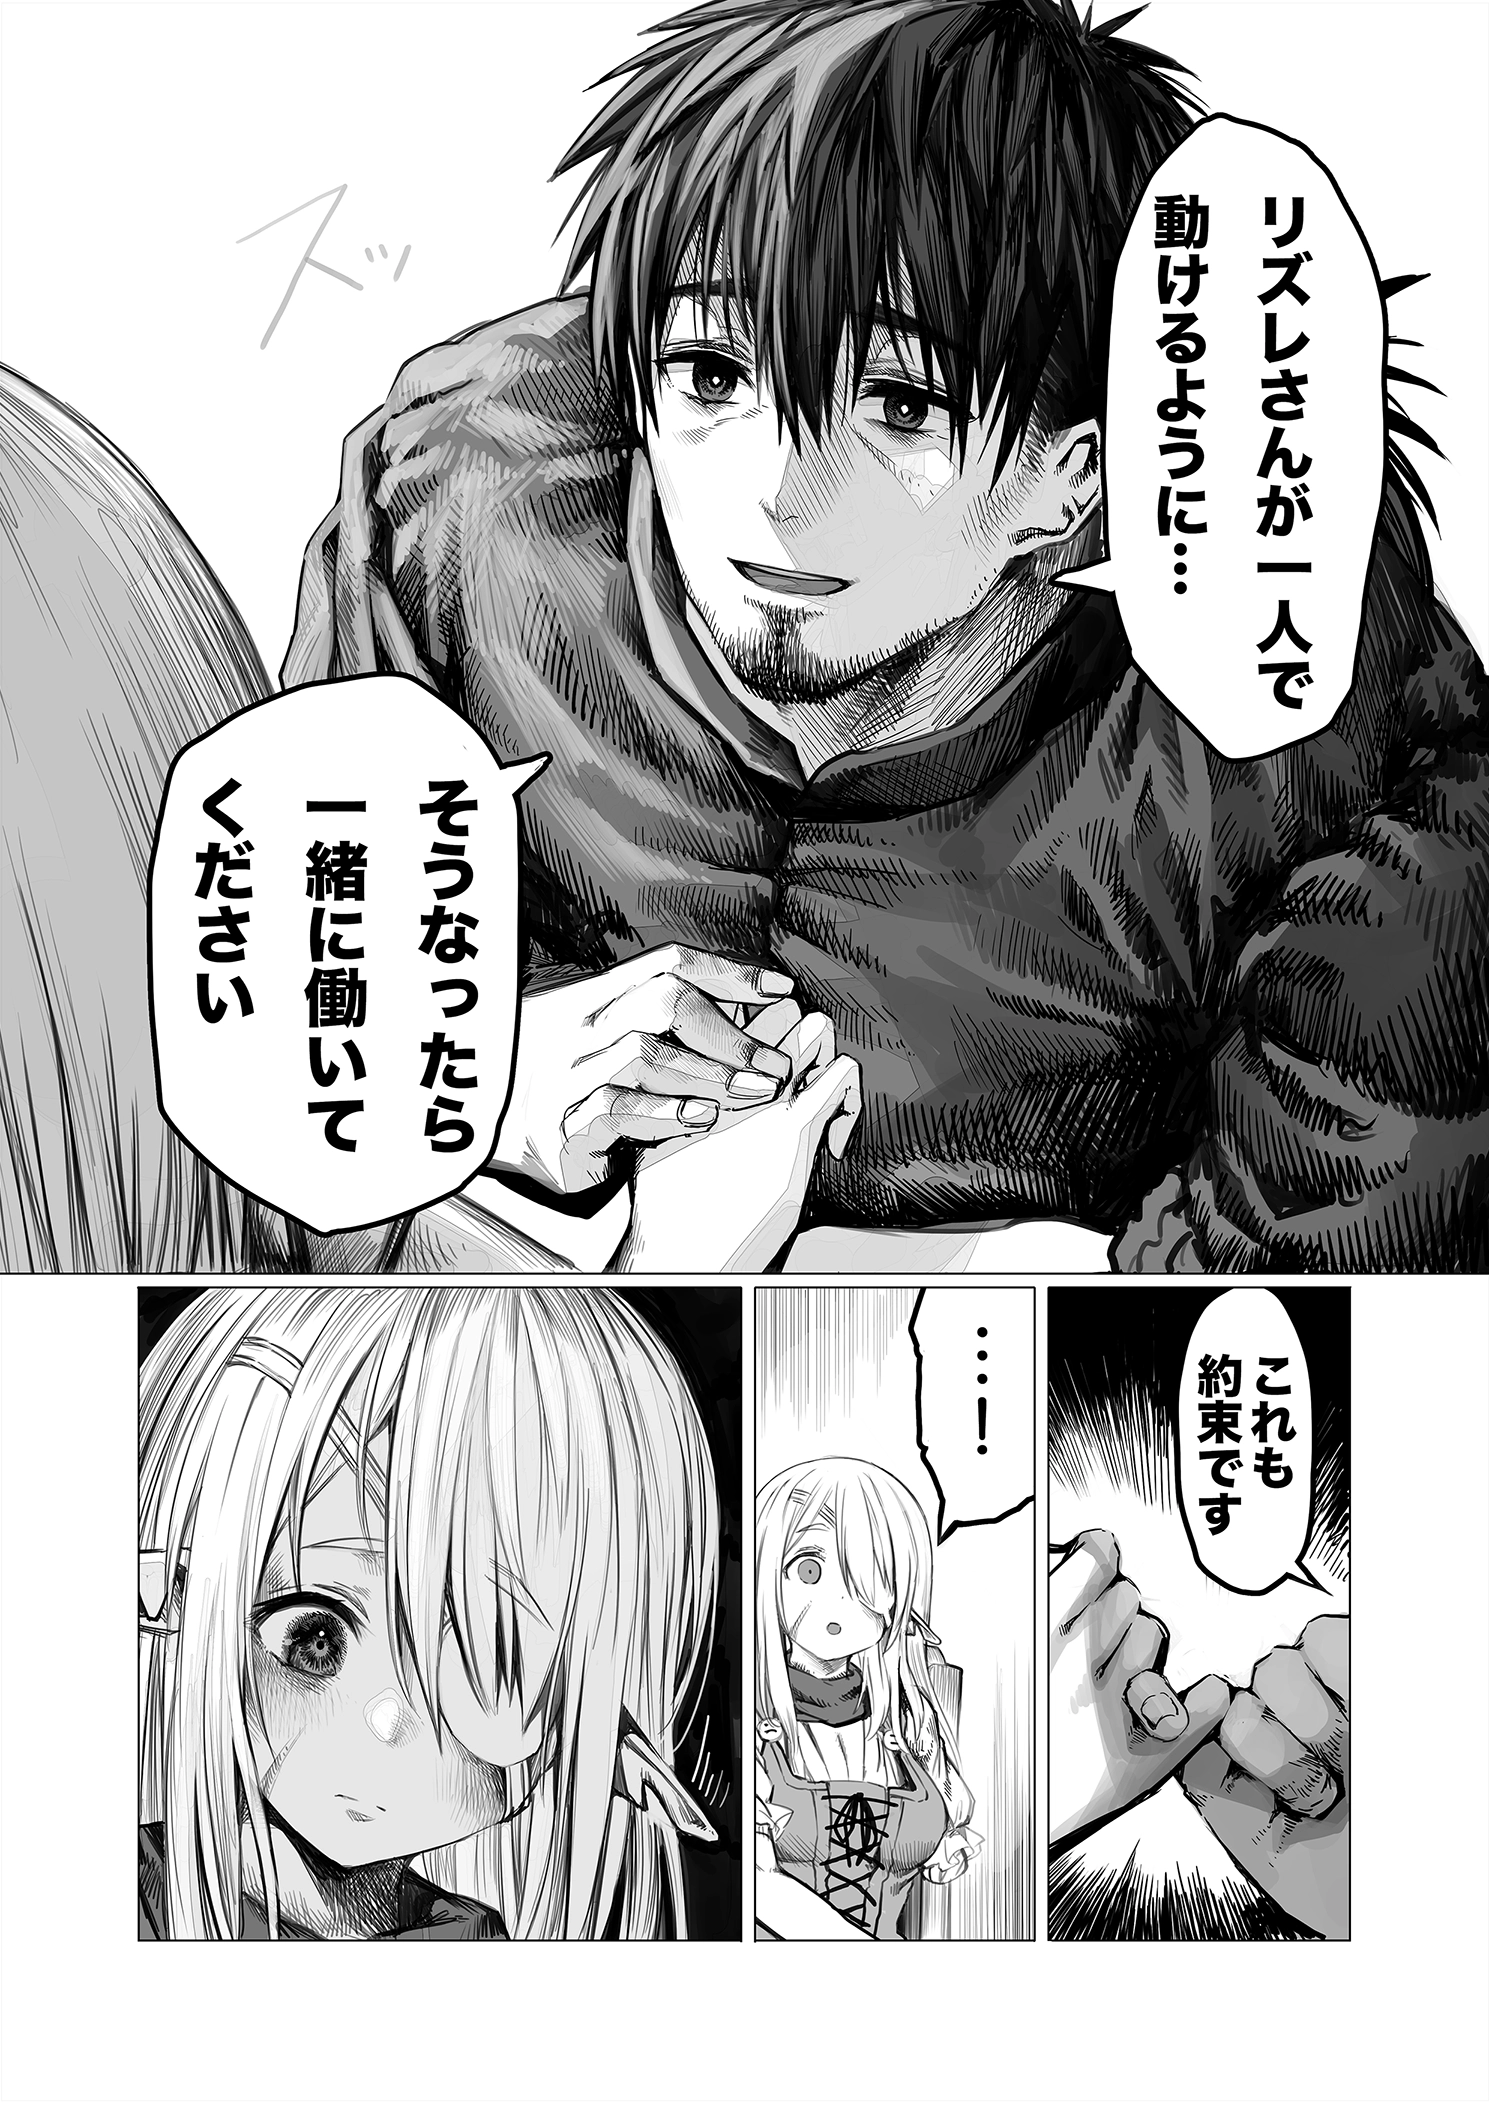 リズレさんが一人で
動けるように…
ズッ
そうなったら
一緒に働いて
ください
これも
約束です
…！